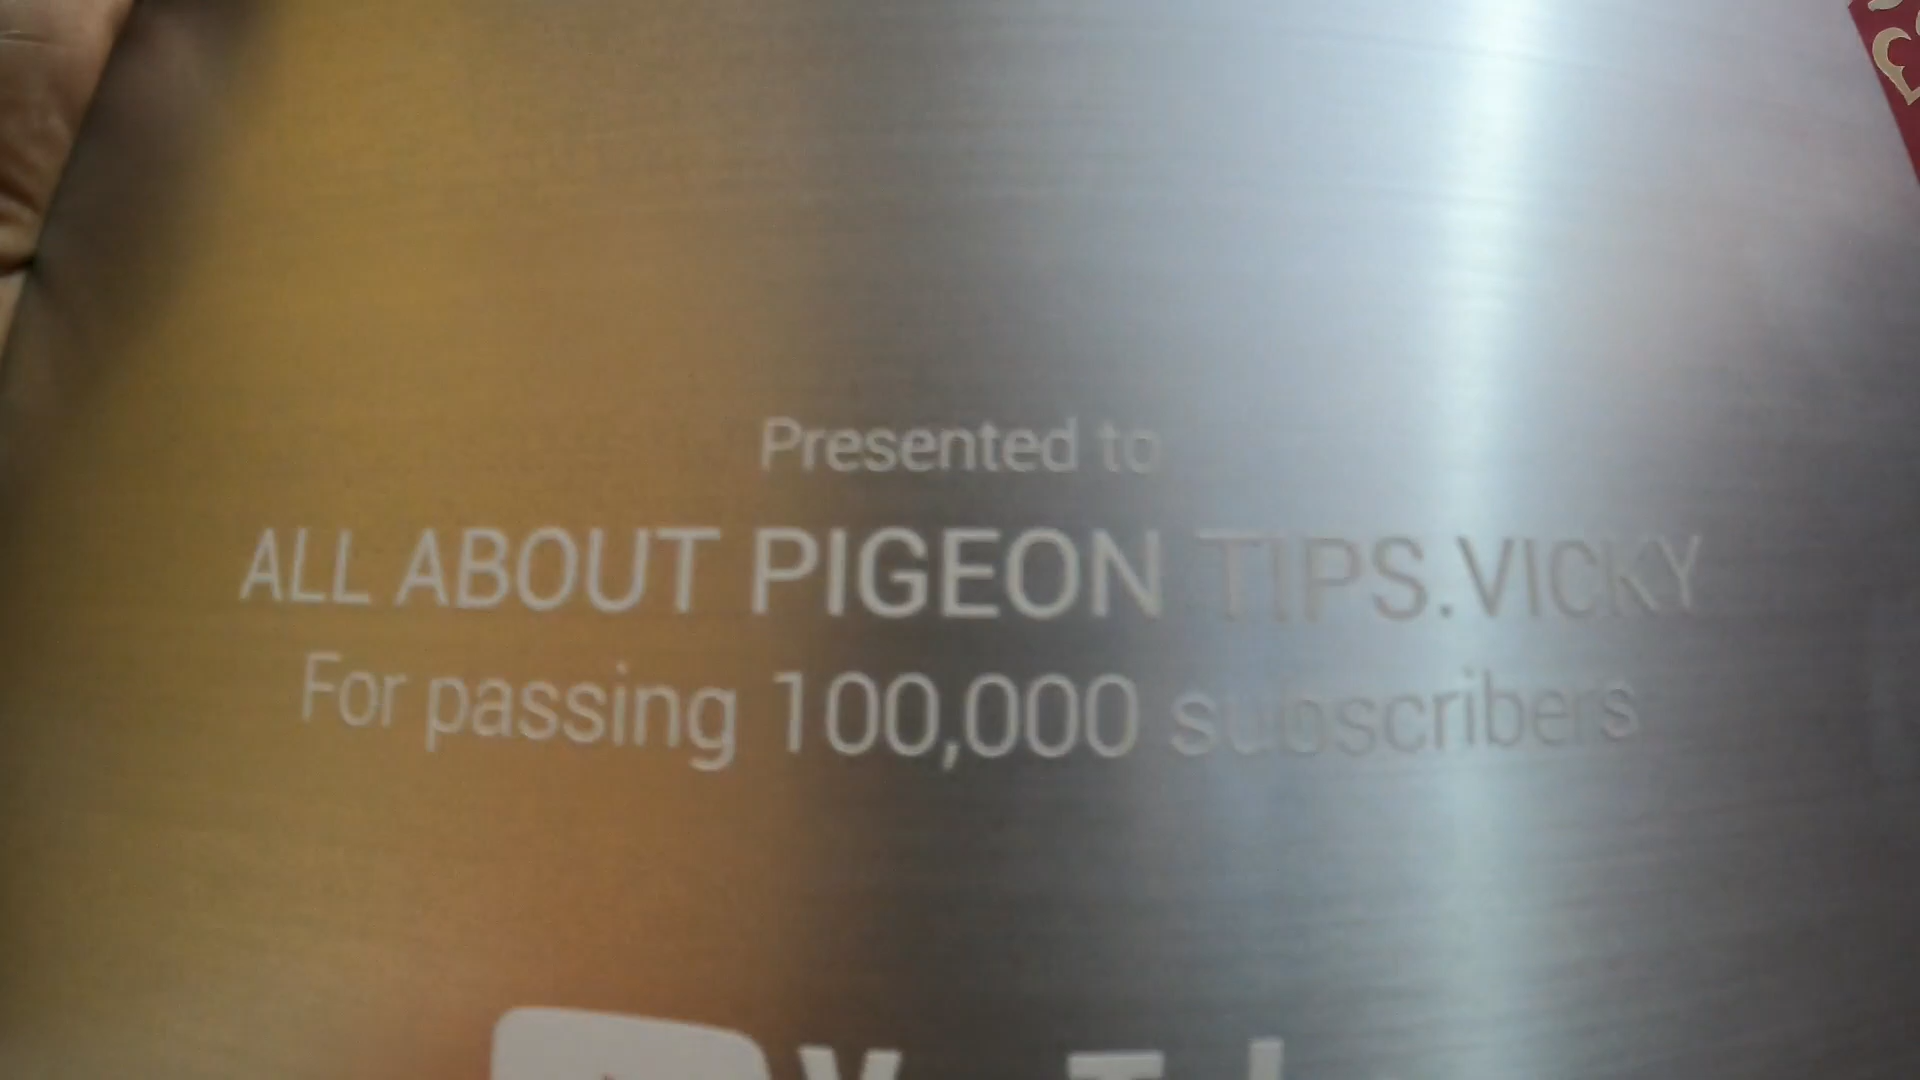 Presented to
ALL ABOUT PIGEON TIPS.VICKY
For passing 100,000 subscribers